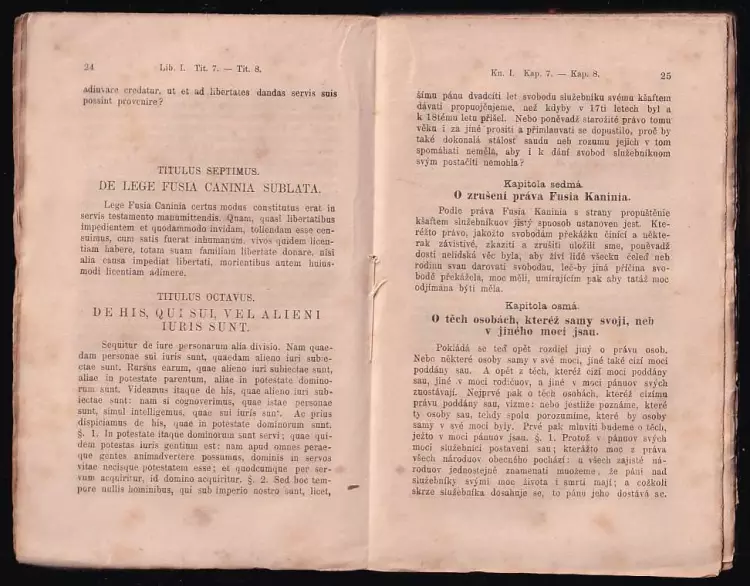 24
Lib. I. Tit. 7. — Tit. 8.
adiuvare credatur, ut et ad libertates dandas servis suis
possint provenire?
TITULUS SEPTIMUS.
DE LEGE FUSIA CANINIA SUBLATA.
Lege Fusia Caninia certus modus constitutus erat in
servis testamento manumittendis. Quam, quasi libertatibus
impedientem et quodammodo invidam, tollendam esse cen-
suimus, cum satis fuerat inhumanum, vivos quidem licen-
tiam habere, totam suam familiam libertate donare, nisi
alia causa impediat libertati, morientibus autem huius-
modi licentiam adimere.
TITULUS OCTAVUS.
DE HIS, QUI SUI, VEL ALIENI
IURIS SUNT.
Sequitur de iure personarum alia divisio. Nam quae-
dam personae sui iuris sunt, quaedam alieno iuri subie-
ctae sunt. Rursus earum, quae alieno iuri subiectae sunt,
aliae in potestate parentum, aliae in potestate domino-
rum sunt. Videamus itaque de his, quae alieno iuri sub-
iectae sunt: nam si cognoverimus, quae istae personae
sunt, simul intelligemus, quae sui iuris sunt. Ac prius
dispiciamus de his, quae in potestate dominorum sunt.
§. 1. In potestate itaque dominorum sunt servi; quae qui-
dem potestas iuris gentium est: nam apud omnes perae-
que gentes animadvertere possumus, dominis in servos
vitae necisque potestatem esse; et quodcumque per ser-
vum acquiritur, id domino acquiritur. §. 2. Sed hoc tem-
pore nullis hominibus, qui sub imperio nostro sunt, licet,
Kn. I. Kap. 7. — Kap. 8.
25
šímu pánu dvadcíti let svobodu služebníku svému kšaftem
dávati propuojčujeme, než kdyby v 17ti letech byl a
k 18tému letu přišel. Nebo poněvadž starožité právo tomu
věku i za jiné prositi a přimlauvati se dopustilo, proč by
také dokonalá stálosť saudu neb rozumu jejich v tom
spomáhati neměla, aby i k dání svobod služebníkuom
svým postačiti nemohla?
Kapitola sedmá.
O zrušení práva Fusia Kaninia.
Podle práva Fusia Kaninia s strany propuštěnie
kšaftem služebníkuov jistý spuosob ustanoven jest. Kte-
réžto právo, jakožto svobodám překážku činící a někte-
rak závistivé, zkaziti a zrušiti uložili sme, poněvadž
dosti nelidská věc byla, aby živí lidé všecku čeleď neb
rodinu svau darovati svobodau, leč-by jiná příčina svo-
bodě překážela, moc měli, umírajícím pak aby tatáž moc
odjímána býti měla.
Kapitola osmá.
O těch osobách, kteréž samy svojí, neb
v jiného moci jsau.
Pokládá se teď opět rozdíel jiný o právu osob.
Nebo některé osoby samy v své moci, jiné také cizí moci
poddány sau. A opět z těch, kteréž cizí moci poddány
sau, jiné v moci rodičuov, a jiné v moci pánuov svých
zuostávají. Nejprvé pak o těch osobách, kteréž cizímu
právu poddány sau, vizme: nebo jestliže poznáme, které
ty osoby sau, tehdy spolu porozumíme, které by osoby
samy v své moci byly. Prvé pak mluviti budeme o těch,
ježto v moci pánuov jsau. §. 1. Protož v pánuov svých
moci služebníci postavení sau; kterážto moc z práva
všech národuov obecného pochází: u všech zajisté ná-
roduov jednostejně znamenati muožeme, že páni nad
služebníky svými moc života i smrti mají; a cožkoli
skrze služebníka dosahuje se, to pánu jeho dostává se.